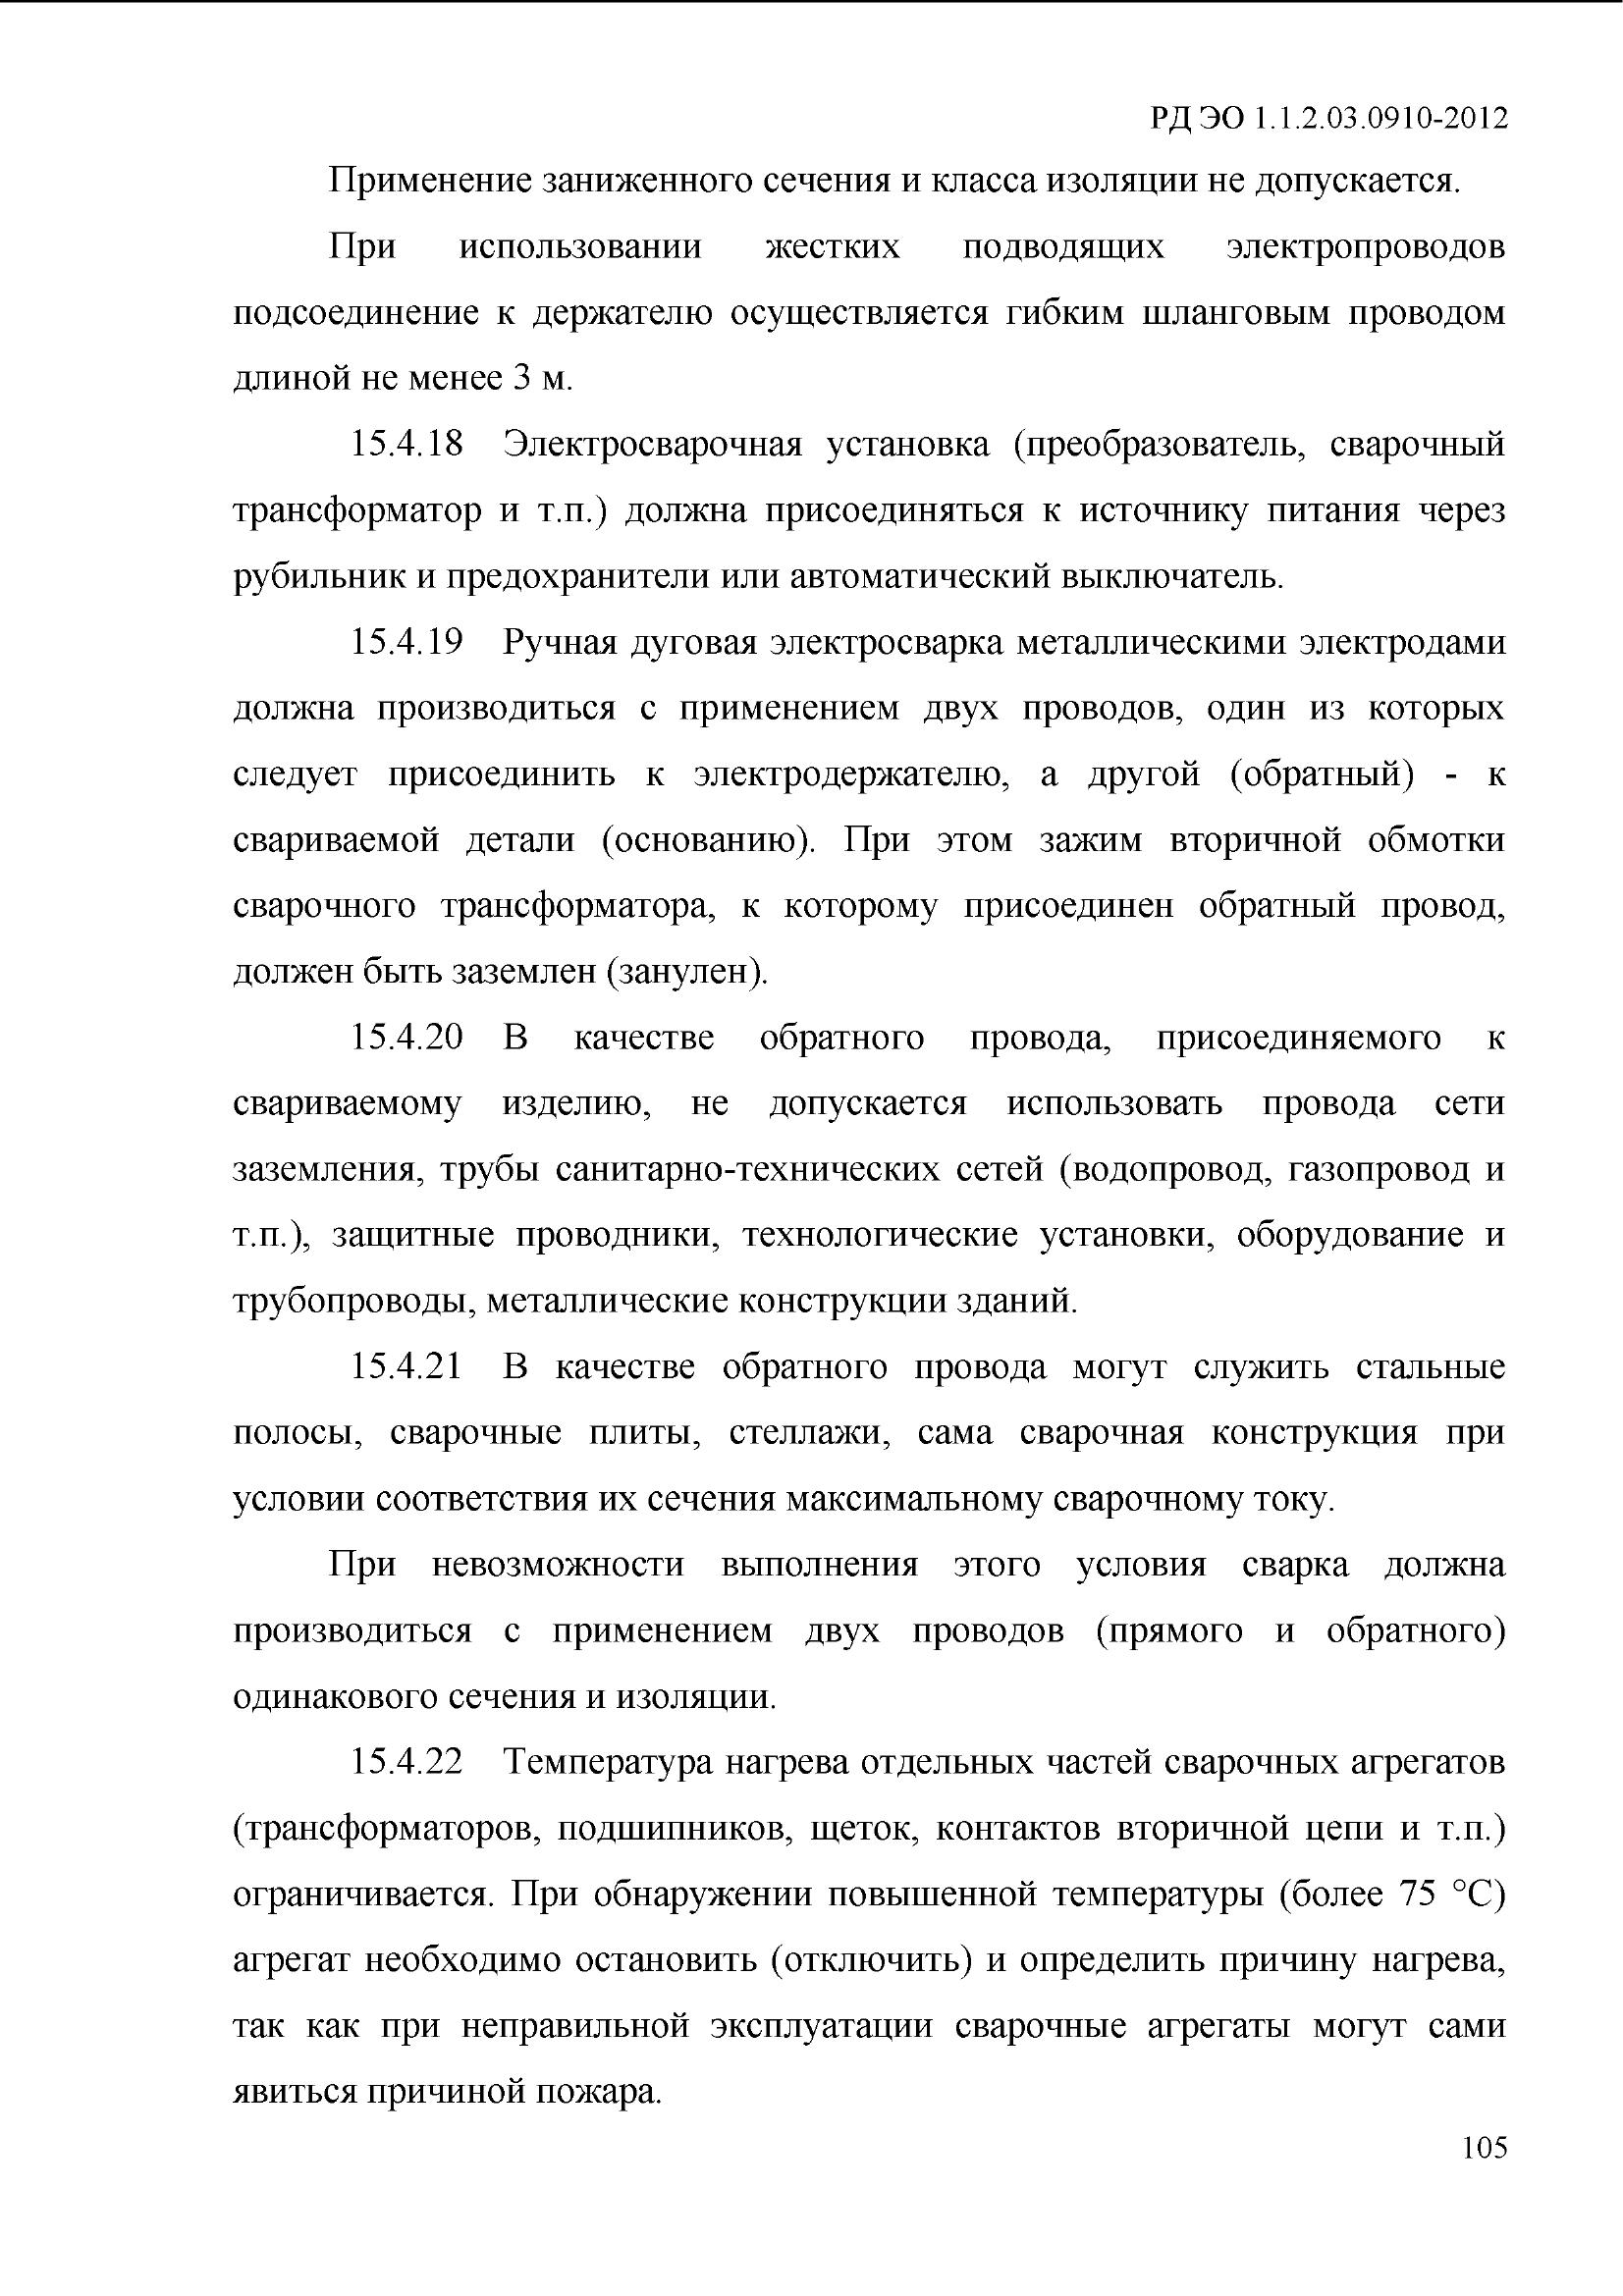 РД ЭО 1.1.2.03.0910-2012
Применение заниженного сечения и класса изоляции не допускается.
При использовании жестких подводящих электропроводов
подсоединение к держателю осуществляется гибким шланговым проводом
длиной не менее 3 м.
15.4.18 Электросварочная установка (преобразователь, сварочный
трансформатор и т.п.) должна присоединяться к источнику питания через
рубильник и предохранители или автоматический выключатель.
15.4.19 Ручная дуговая электросварка металлическими электродами
должна производиться с применением двух проводов, один из которых
следует присоединить к электродержателю, а другой (обратный) - к
свариваемой детали (основанию). При этом зажим вторичной обмотки
сварочного трансформатора, к которому присоединен обратный провод,
должен быть заземлен (занулен).
15.4.20 В качестве обратного провода, присоединяемого к
свариваемому изделию, не допускается использовать провода сети
заземления, трубы санитарно-технических сетей (водопровод, газопровод и
т.п.), защитные проводники, технологические установки, оборудование и
трубопроводы, металлические конструкции зданий.
15.4.21 В качестве обратного провода могут служить стальные
полосы, сварочные плиты, стеллажи, сама сварочная конструкция при
условии соответствия их сечения максимальному сварочному току.
При невозможности выполнения этого условия сварка должна
производиться с применением двух проводов (прямого и обратного)
одинакового сечения и изоляции.
15.4.22 Температура нагрева отдельных частей сварочных агрегатов
(трансформаторов, подшипников, щеток, контактов вторичной цепи и т.п.)
ограничивается. При обнаружении повышенной температуры (более 75 °С)
агрегат необходимо остановить (отключить) и определить причину нагрева,
так как при неправильной эксплуатации сварочные агрегаты могут сами
явиться причиной пожара.
105